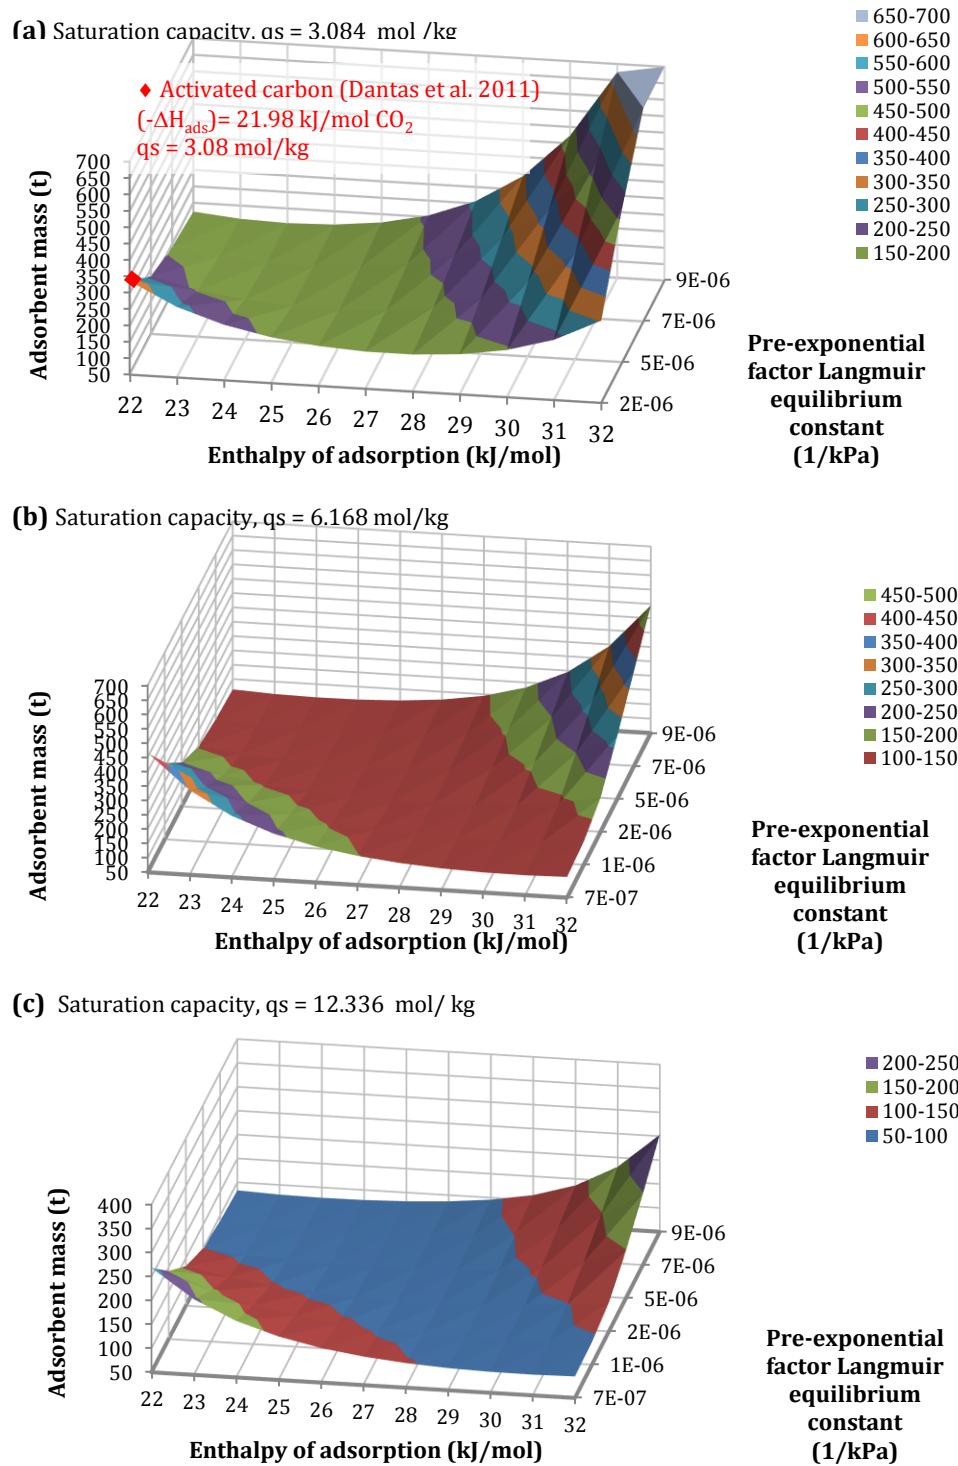 (a) Saturation capacity, qs = 3.084 mol /kg
♦ Activated carbon (Dantas et al. 2011)
(-ΔHads)= 21.98 kJ/mol CO2
qs = 3.08 mol/kg
Adsorbent mass (t)
700
650
600
550
500
450
400
350
300
250
200
150
100
50
22 23 24 25 26 27 28 29 30 31 32
Enthalpy of adsorption (kJ/mol)
9E-06
7E-06
5E-06
2E-06
650-700
600-650
550-600
500-550
450-500
400-450
350-400
300-350
250-300
200-250
150-200
Pre-exponential
factor Langmuir
equilibrium
constant
(1/kPa)
(b) Saturation capacity, qs = 6.168 mol/kg
Adsorbent mass (t)
700
650
600
550
500
450
400
350
300
250
200
150
100
50
22 23 24 25 26 27 28 29 30 31 32
Enthalpy of adsorption (kJ/mol)
9E-06
7E-06
5E-06
2E-06
1E-06
7E-07
450-500
400-450
350-400
300-350
250-300
200-250
150-200
100-150
Pre-exponential
factor Langmuir
equilibrium
constant
(1/kPa)
(c) Saturation capacity, qs = 12.336 mol/ kg
Adsorbent mass (t)
400
350
300
250
200
150
100
50
22 23 24 25 26 27 28 29 30 31 32
Enthalpy of adsorption (kJ/mol)
9E-06
7E-06
5E-06
2E-06
1E-06
7E-07
200-250
150-200
100-150
50-100
Pre-exponential
factor Langmuir
equilibrium
constant
(1/kPa)